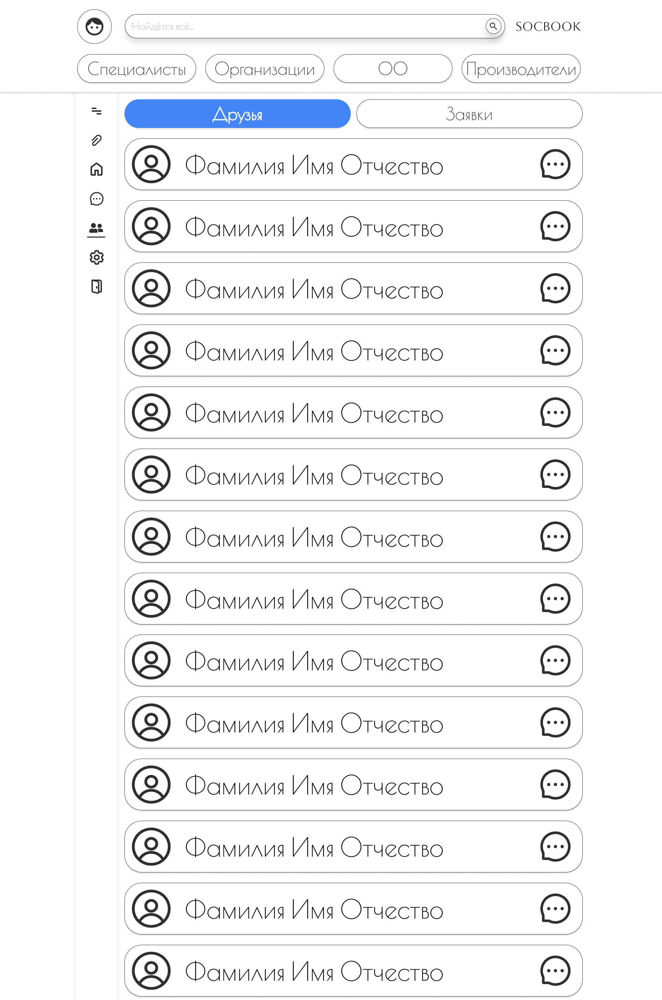 Найдётся всё...
SOCBOOK
Специалисты
Организации
ОО
Производители
Друзья
Заявки
Фамилия Имя Отчество
Фамилия Имя Отчество
Фамилия Имя Отчество
Фамилия Имя Отчество
Фамилия Имя Отчество
Фамилия Имя Отчество
Фамилия Имя Отчество
Фамилия Имя Отчество
Фамилия Имя Отчество
Фамилия Имя Отчество
Фамилия Имя Отчество
Фамилия Имя Отчество
Фамилия Имя Отчество
Фамилия Имя Отчество